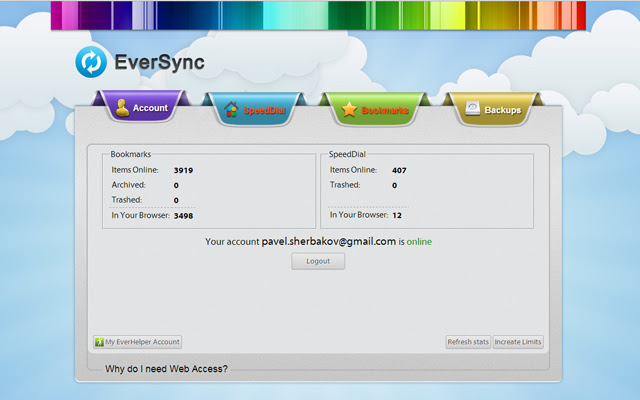 EverSync
Account
SpeedDial
Bookmarks
Backups
Bookmarks
Items Online: 3919
Archived: 0
Trashed: 0
In Your Browser: 3498
SpeedDial
Items Online: 407
Trashed: 0
In Your Browser: 12
Your account pavel.sherbakov@gmail.com is online
Logout
My EverHelper Account
Refresh stats
Increate Limits
Why do I need Web Access?